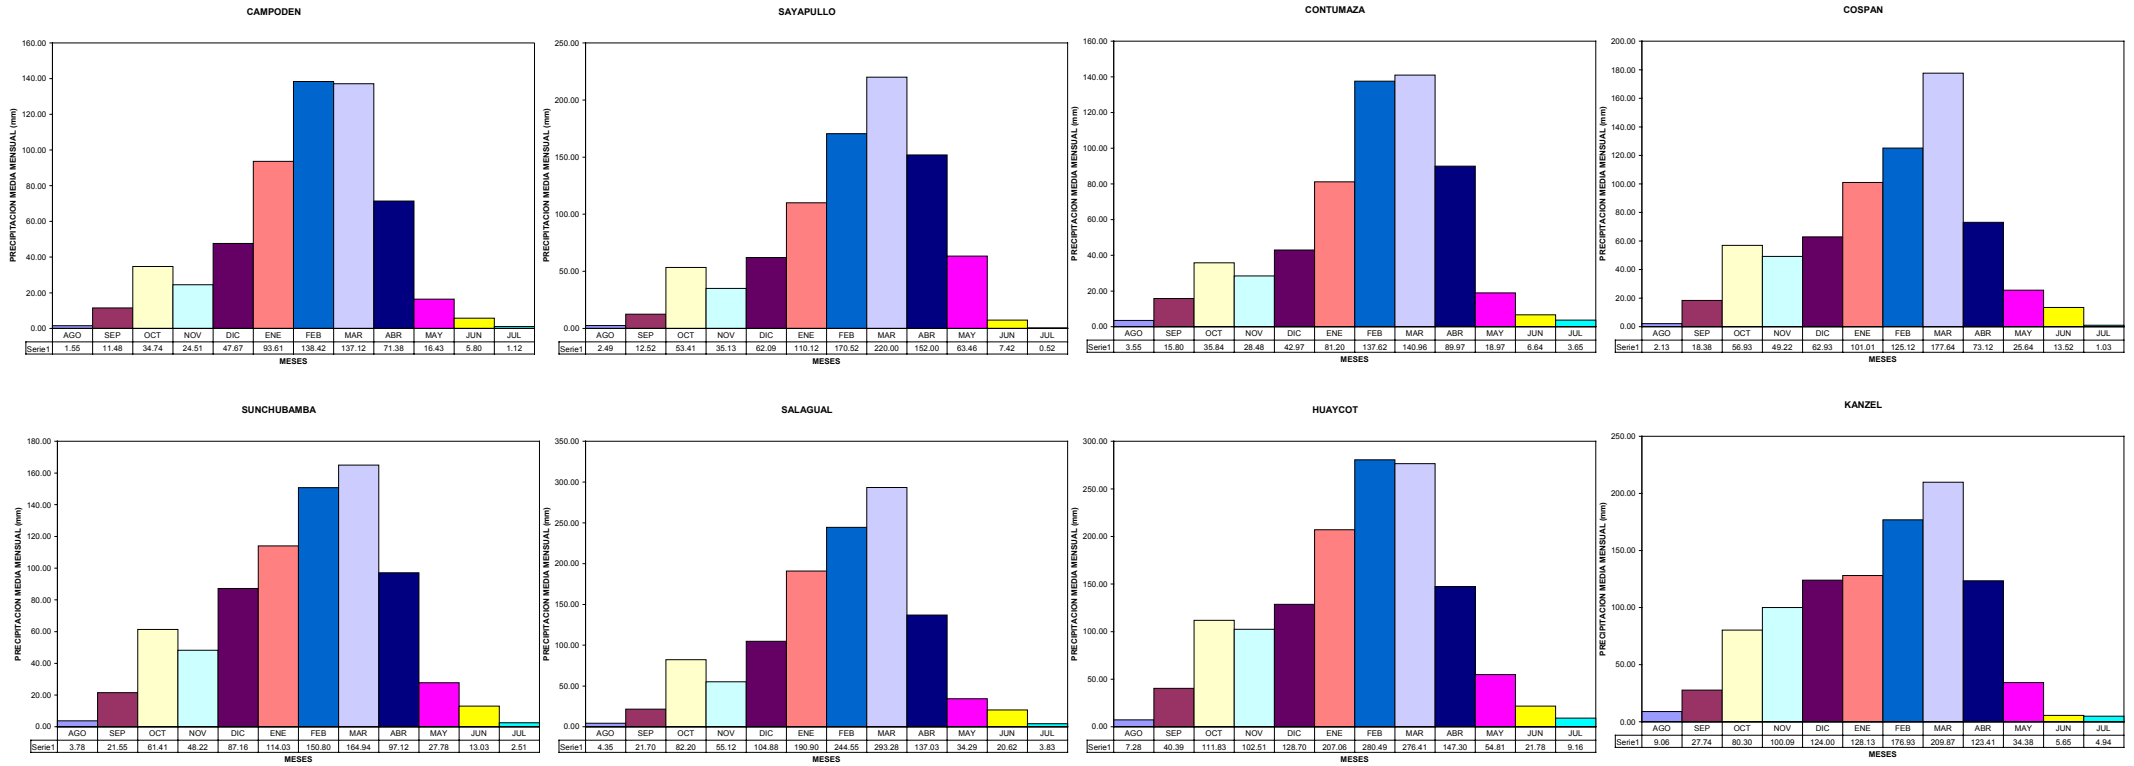 CAMPODEN
PRECIPITACION MEDIA MENSUAL (mm)
160.00
140.00
120.00
100.00
80.00
60.00
40.00
20.00
0.00
AGO SEP OCT NOV DIC ENE FEB MAR ABR MAY JUN JUL
Serie1 1.55 11.48 34.74 24.51 47.67 93.61 138.42 137.12 71.38 16.43 5.80 1.12
MESES
SAYAPULLO
PRECIPITACION MEDIA MENSUAL (mm)
250.00
200.00
150.00
100.00
50.00
0.00
AGO SEP OCT NOV DIC ENE FEB MAR ABR MAY JUN JUL
Serie1 2.49 12.52 53.41 35.13 62.09 110.12 170.52 220.00 152.00 63.46 7.42 0.52
MESES
CONTUMAZA
PRECIPITACION MEDIA MENSUAL (mm)
160.00
140.00
120.00
100.00
80.00
60.00
40.00
20.00
0.00
AGO SEP OCT NOV DIC ENE FEB MAR ABR MAY JUN JUL
Serie1 3.55 15.80 35.84 28.48 42.97 81.20 137.62 140.96 89.97 18.97 6.64 3.65
MESES
COSPAN
PRECIPITACION MEDIA MENSUAL (mm)
200.00
180.00
160.00
140.00
120.00
100.00
80.00
60.00
40.00
20.00
0.00
AGO SEP OCT NOV DIC ENE FEB MAR ABR MAY JUN JUL
Serie1 2.13 18.38 56.93 49.22 62.93 101.01 125.12 177.64 73.12 25.64 13.52 1.03
MESES
SUNCHUBAMBA
PRECIPITACION MEDIA MENSUAL (mm)
180.00
160.00
140.00
120.00
100.00
80.00
60.00
40.00
20.00
0.00
AGO SEP OCT NOV DIC ENE FEB MAR ABR MAY JUN JUL
Serie1 3.78 21.55 61.41 48.22 87.16 114.03 150.80 164.94 97.12 27.78 13.03 2.51
MESES
SALAGUAL
PRECIPITACION MEDIA MENSUAL (mm)
350.00
300.00
250.00
200.00
150.00
100.00
50.00
0.00
AGO SEP OCT NOV DIC ENE FEB MAR ABR MAY JUN JUL
Serie1 4.35 21.70 82.20 55.12 104.88 190.90 244.55 293.28 137.03 34.29 20.62 3.83
MESES
HUAYCOT
PRECIPITACION MEDIA MENSUAL (mm)
300.00
250.00
200.00
150.00
100.00
50.00
0.00
AGO SEP OCT NOV DIC ENE FEB MAR ABR MAY JUN JUL
Serie1 7.28 40.39 111.83 102.51 128.70 207.06 280.49 276.41 147.30 54.81 21.78 9.16
MESES
KANZEL
PRECIPITACION MEDIA MENSUAL (mm)
250.00
200.00
150.00
100.00
50.00
0.00
AGO SEP OCT NOV DIC ENE FEB MAR ABR MAY JUN JUL
Serie1 9.06 27.74 80.30 100.09 124.00 128.13 176.93 209.87 123.41 34.38 5.65 4.94
MESES